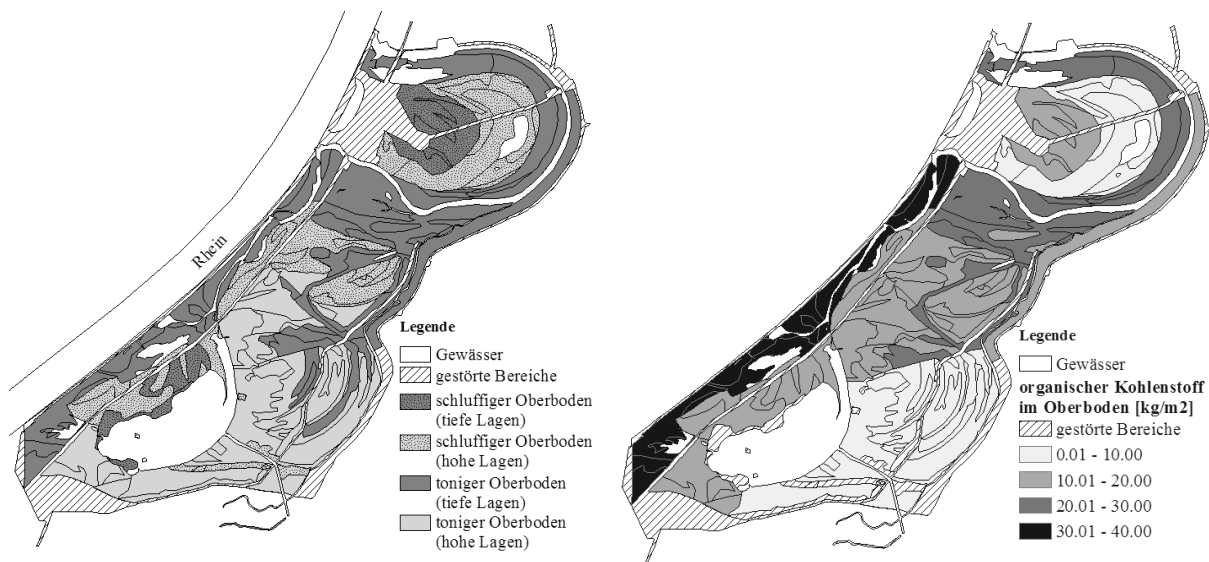 Rhein
Legende
Gewässer
gestörte Bereiche
schluffiger Oberboden
(tiefe Lagen)
schluffiger Oberboden
(hohe Lagen)
toniger Oberboden
(tiefe Lagen)
toniger Oberboden
(hohe Lagen)
Legende
Gewässer
organischer Kohlenstoff
im Oberboden [kg/m2]
gestörte Bereiche
0.01 - 10.00
10.01 - 20.00
20.01 - 30.00
30.01 - 40.00